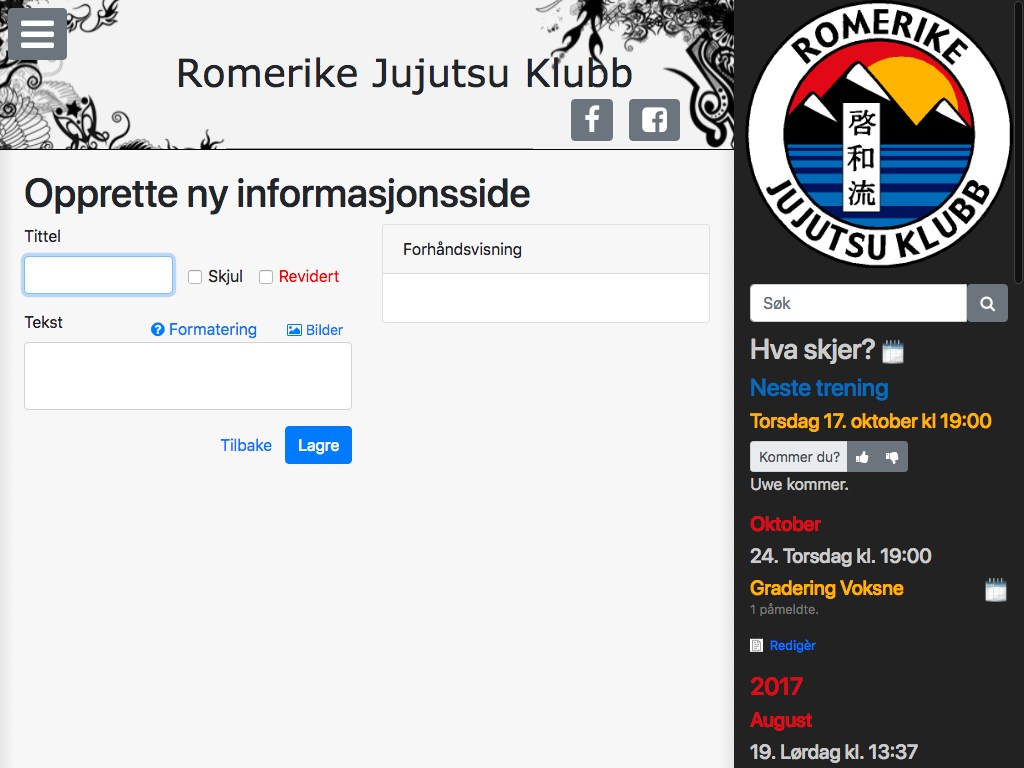 Romerike Jujutsu Klubb
Opprette ny informasjonsside
Tittel
Skjul
Revidert
Tekst
Formatering
Bilder
Tilbake
Lagre
Forhåndsvisning
ROMERIKE
啓和流
JUJUTSU KLUBB
Søk
Hva skjer?
Neste trening
Torsdag 17. oktober kl 19:00
Kommer du?
Uwe kommer.
Oktober
24. Torsdag kl. 19:00
Gradering Voksne
1 påmeldte.
Redigèr
2017
August
19. Lørdag kl. 13:37